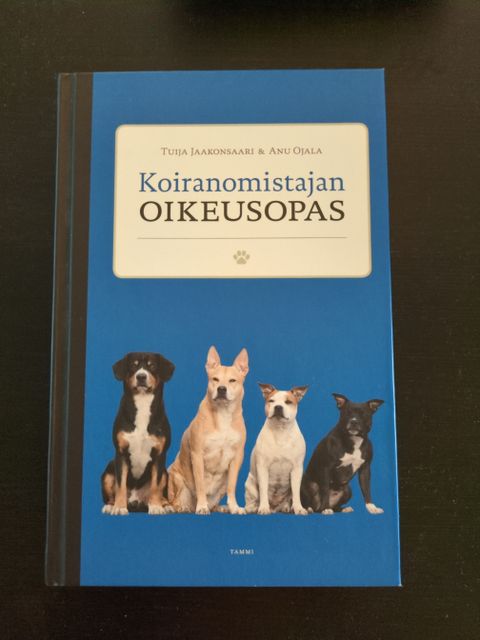 Tuija Jaakonsaari & Anu Ojala
Koiranomistajan
OIKEUSOPAS
TAMMI